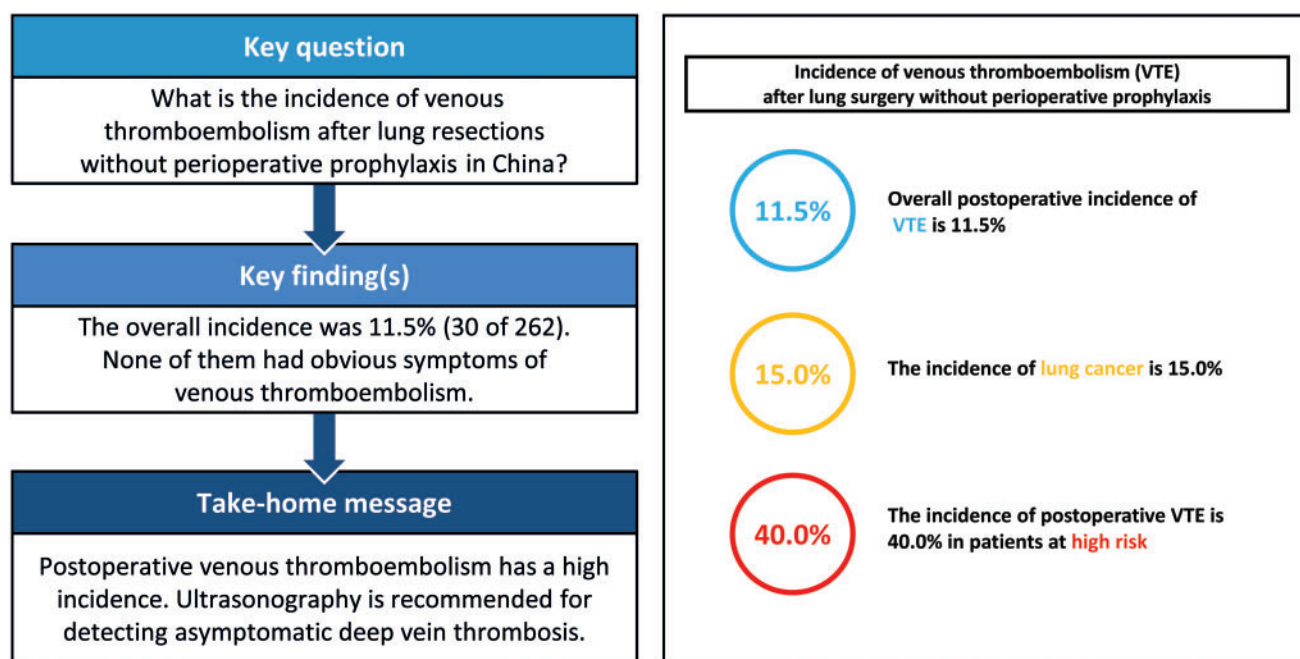 Key question
What is the incidence of venous
thromboembolism after lung resections
without perioperative prophylaxis in China?
Key finding(s)
The overall incidence was 11.5% (30 of 262).
None of them had obvious symptoms of
venous thromboembolism.
Take-home message
Postoperative venous thromboembolism has a high
incidence. Ultrasonography is recommended for
detecting asymptomatic deep vein thrombosis.
Incidence of venous thromboembolism (VTE)
after lung surgery without perioperative prophylaxis
11.5%
Overall postoperative incidence of
VTE is 11.5%
15.0%
The incidence of lung cancer is 15.0%
40.0%
The incidence of postoperative VTE is
40.0% in patients at high risk